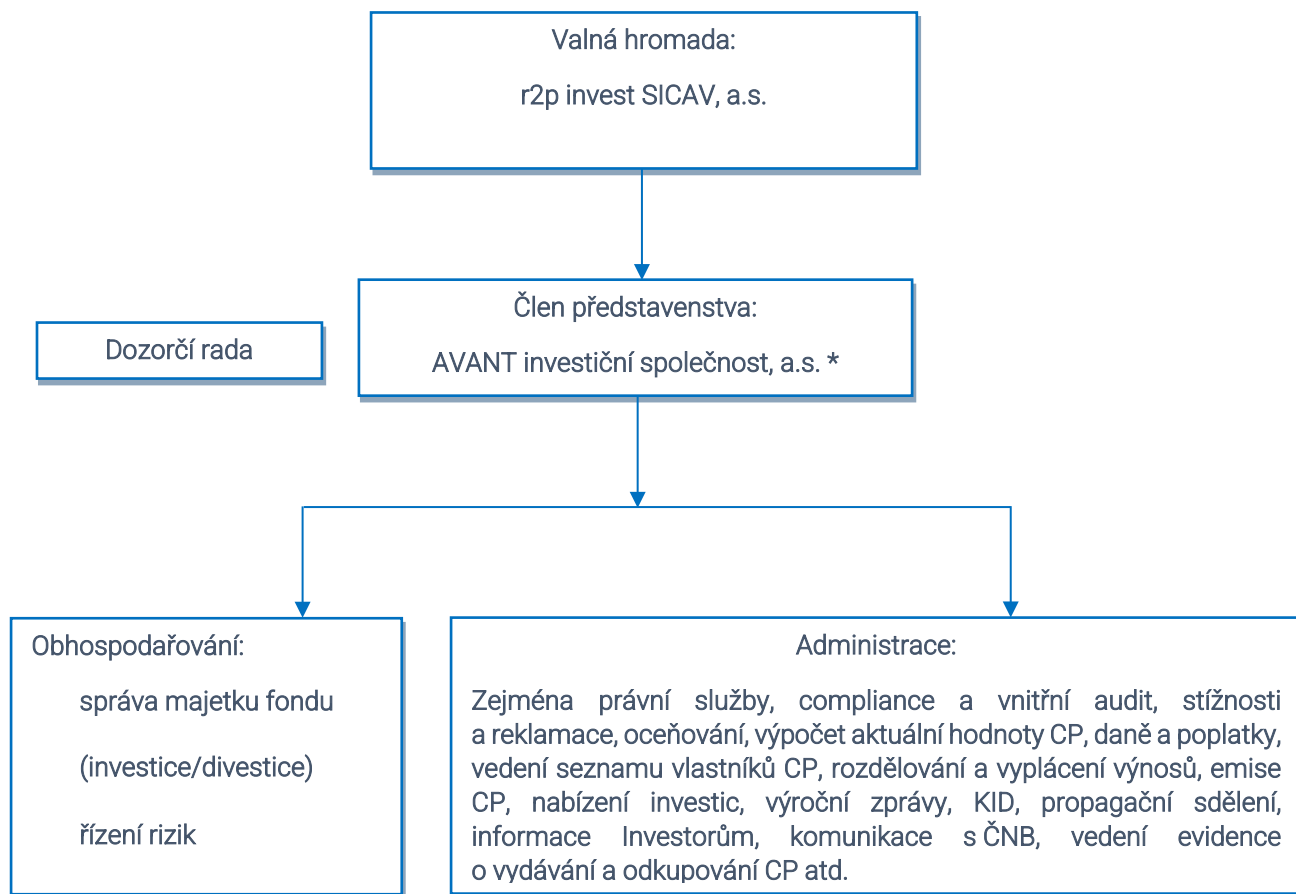 Valná hromada:
r2p invest SICAV, a.s.
Člen představenstva:
AVANT investiční společnost, a.s. *
Dozorčí rada
Obhospodařování:
správa majetku fondu
(investice/divestice)
řízení rizik
Administrace:
Zejména právní služby, compliance a vnitřní audit, stížnosti
a reklamace, oceňování, výpočet aktuální hodnoty CP, daně a poplatky,
vedení seznamu vlastníků CP, rozdělování a vyplácení výnosů, emise
CP, nabízení investic, výroční zprávy, KID, propagační sdělení,
informace Investorům, komunikace s ČNB, vedení evidence
o vydávání a odkupování CP atd.